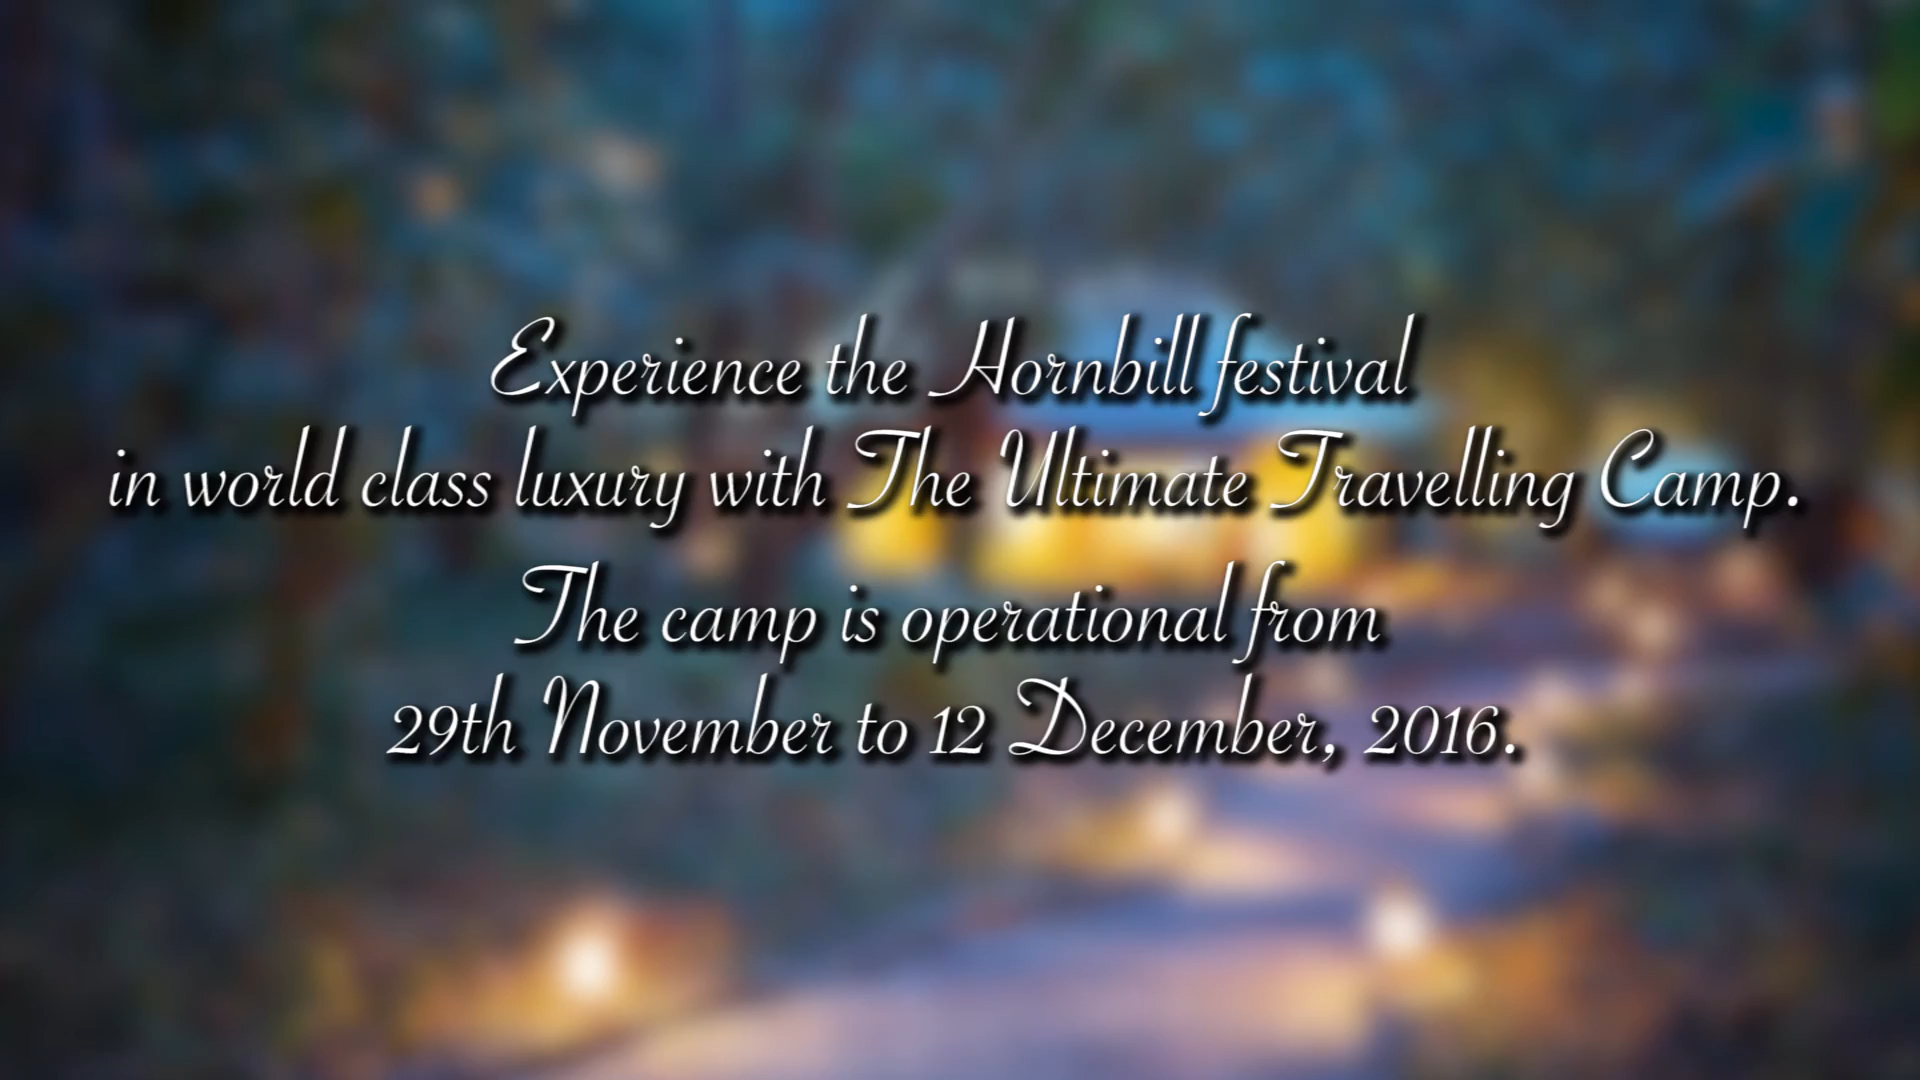 Experience the Hornbill festival
in world class luxury with The Ultimate Travelling Camp.
The camp is operational from
29th November to 12 December, 2016.